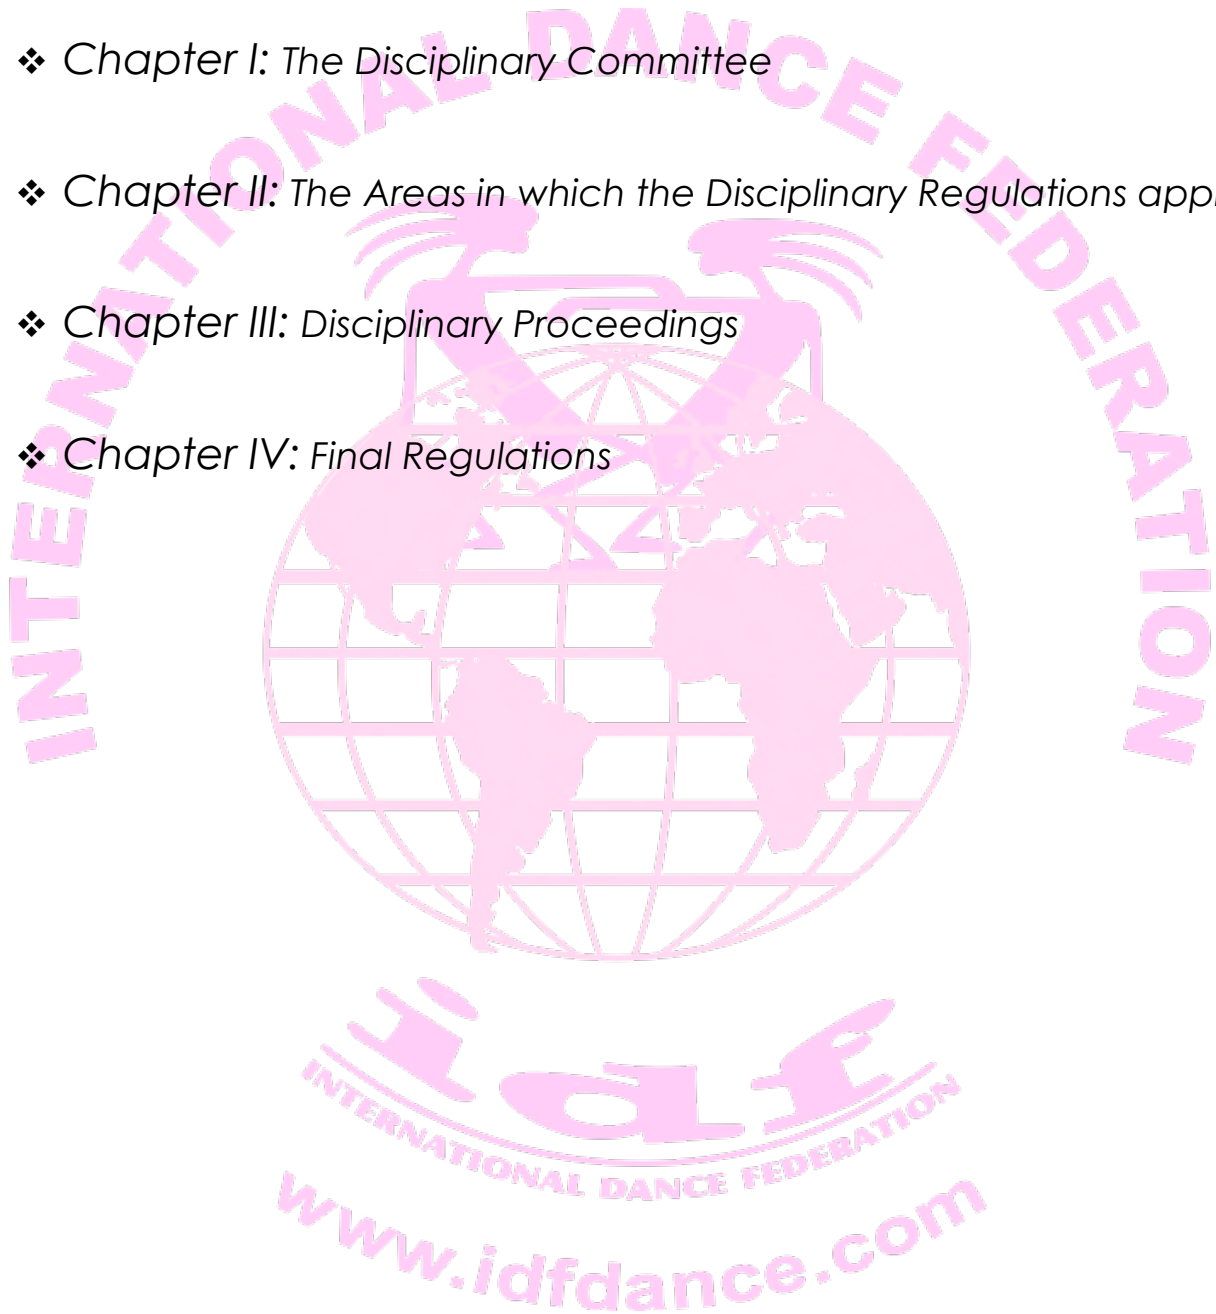 ❖ Chapter I: The Disciplinary Committee
❖ Chapter II: The Areas in which the Disciplinary Regulations
❖ Chapter III: Disciplinary Proceedings
❖ Chapter IV: Final Regulations
INTERNATIONAL DANCE FEDERATION
idf
INTERNATIONAL DANCE FEDERATION
www.idfdance.com